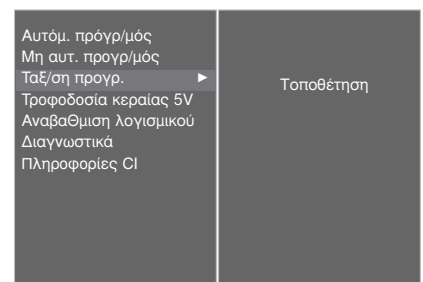 Αυτόμ. πρόγρ/μός
Μη αυτ. προγρ/μός
Ταξ/ση προγρ. ►
Τροφοδοσία κεραίας 5V
ΑναβαΘμιση λογισμικού
Διαγνωστικά
Πληροφορίες CI
Τοποθέτηση